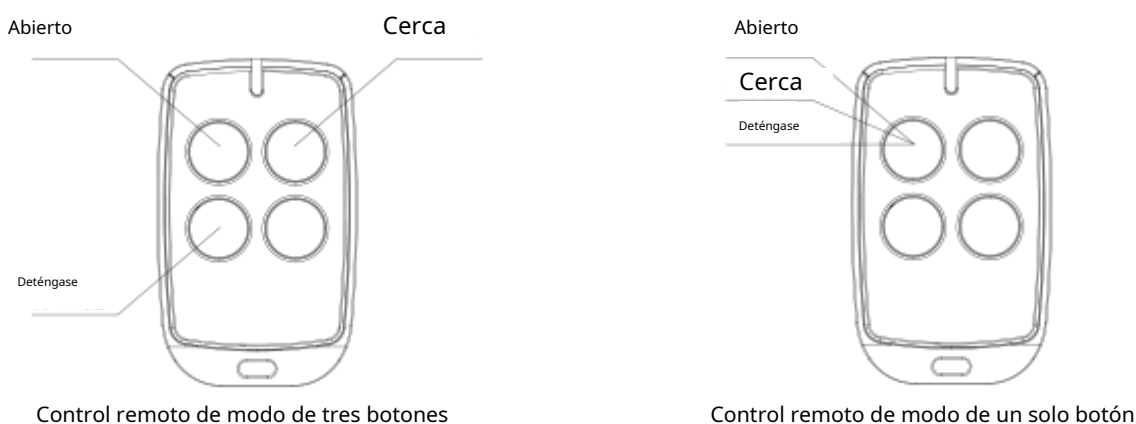 Abierto
Cerca
Deténgase
Control remoto de modo de tres botones
Abierto
Cerca
Deténgase
Control remoto de modo de un solo botón